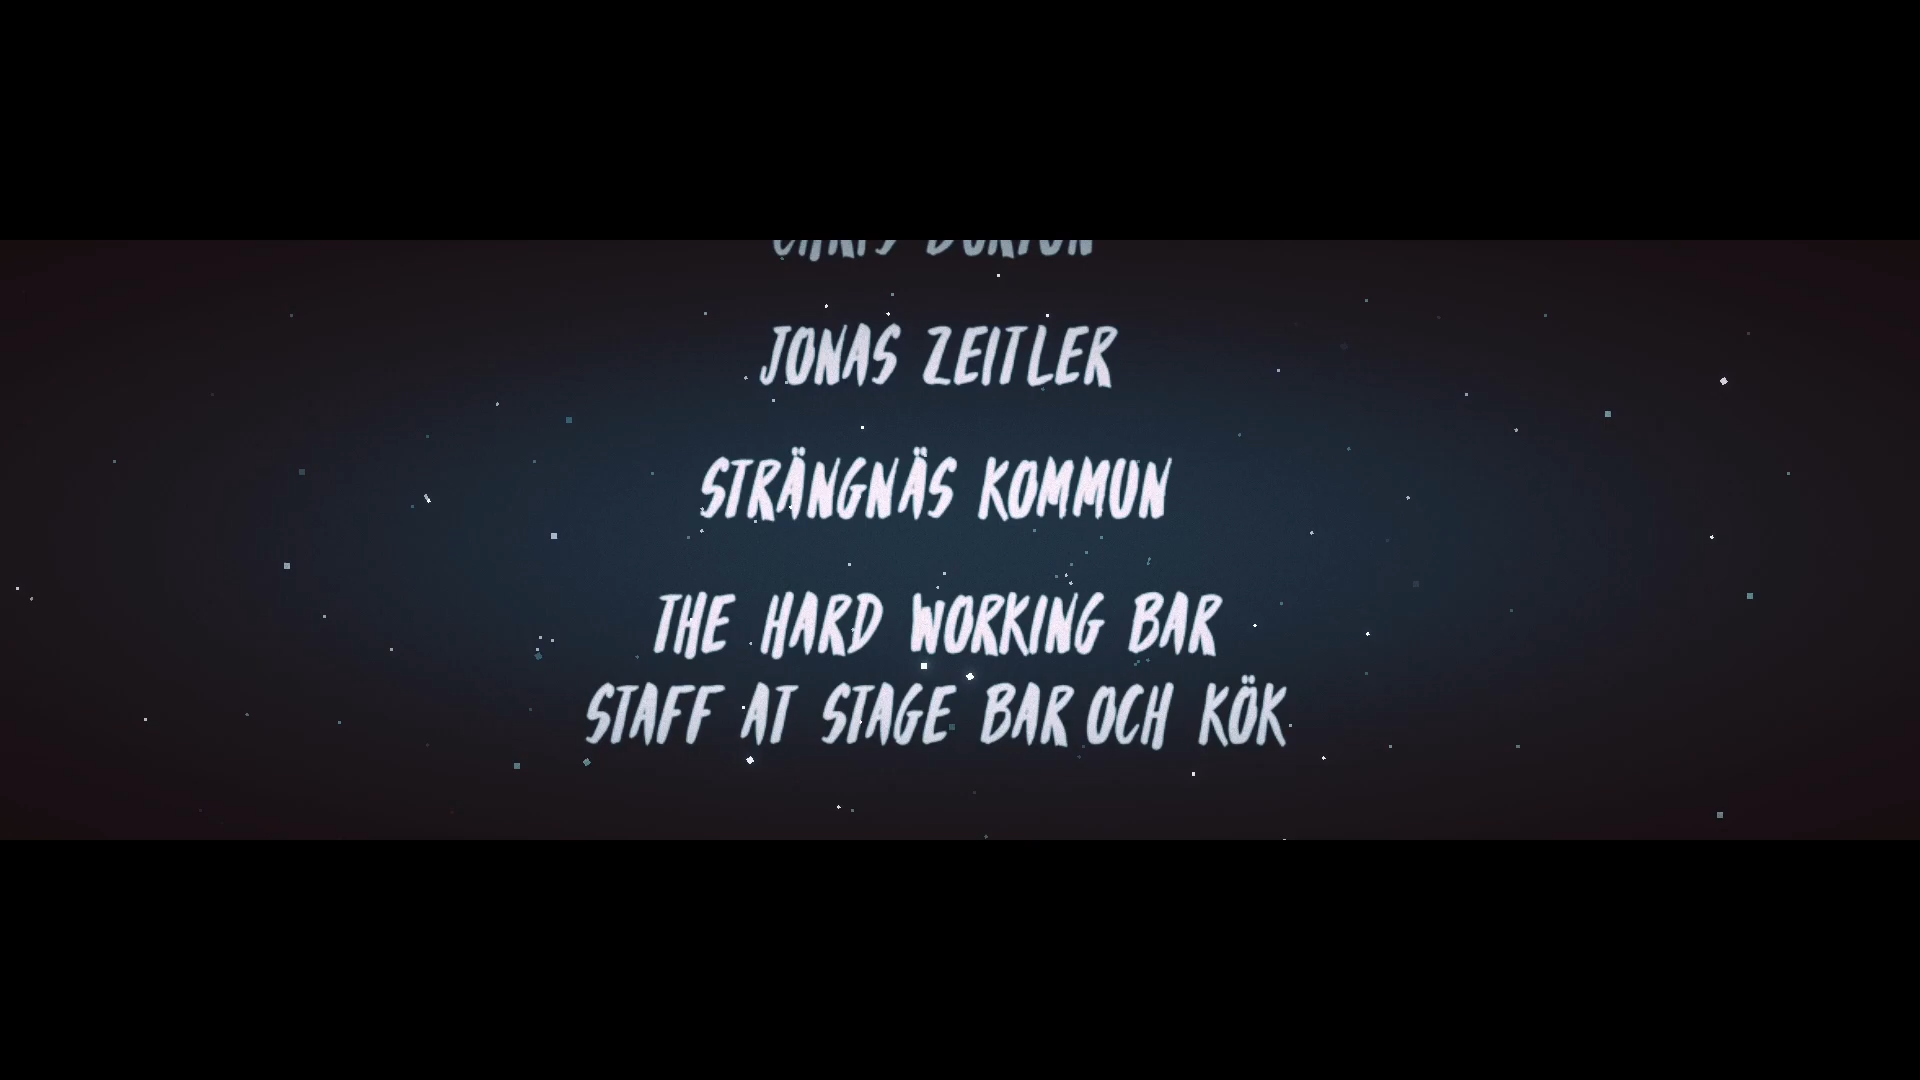 JONAS ZEITLER
STRÄNGNÄS KOMMUN
THE HARD WORKING BAR
STAFF AT STAGE BAR OCH KÖK